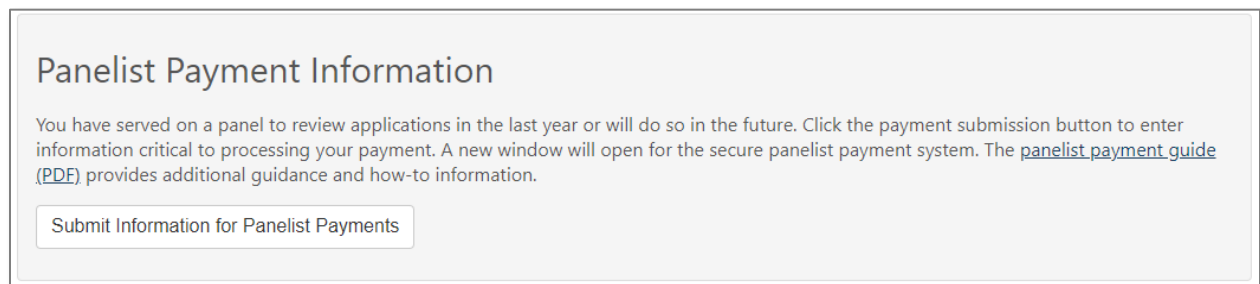 Panelist Payment Information
You have served on a panel to review applications in the last year or will do so in the future. Click the payment submission button to enter
information critical to processing your payment. A new window will open for the secure panelist payment system. The panelist payment guide
(PDF) provides additional guidance and how-to information.
Submit Information for Panelist Payments